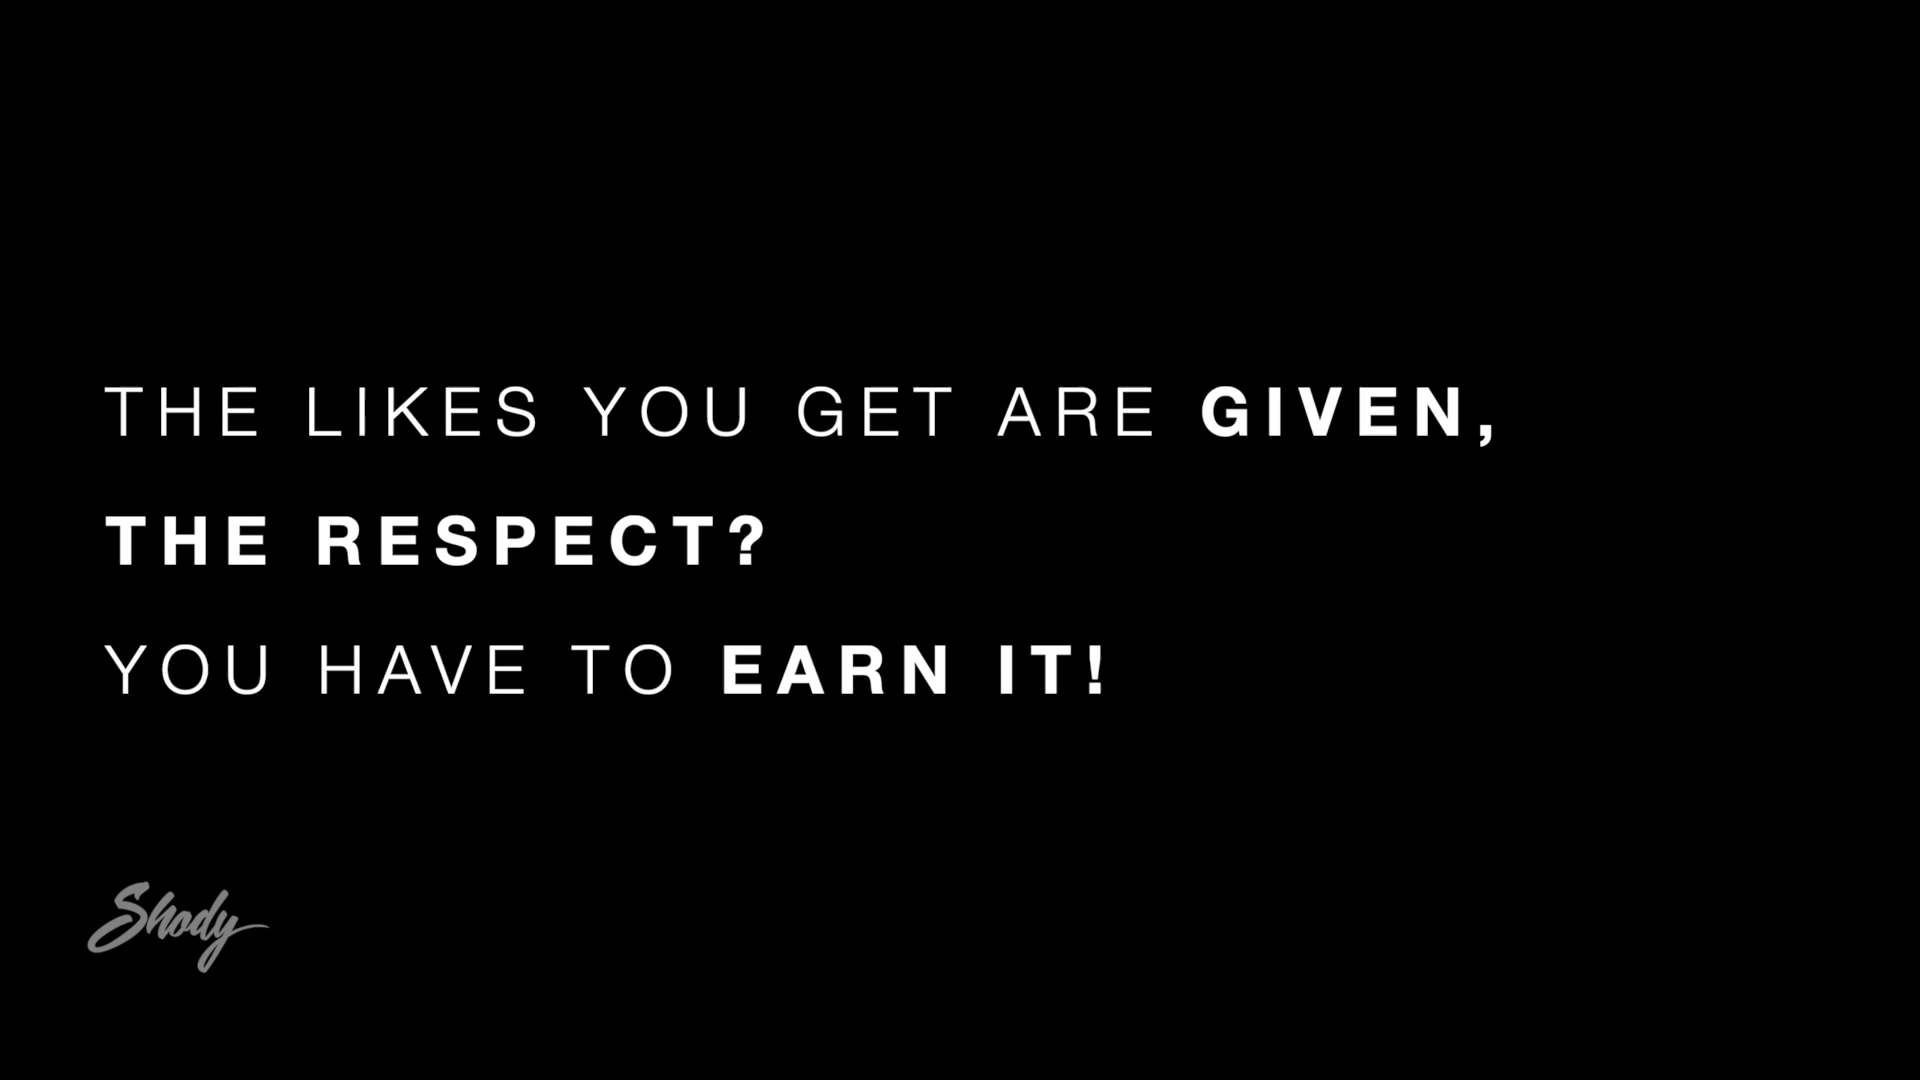 THE LIKES YOU GET ARE GIVEN,
THE RESPECT?
YOU HAVE TO EARN IT!
Shody